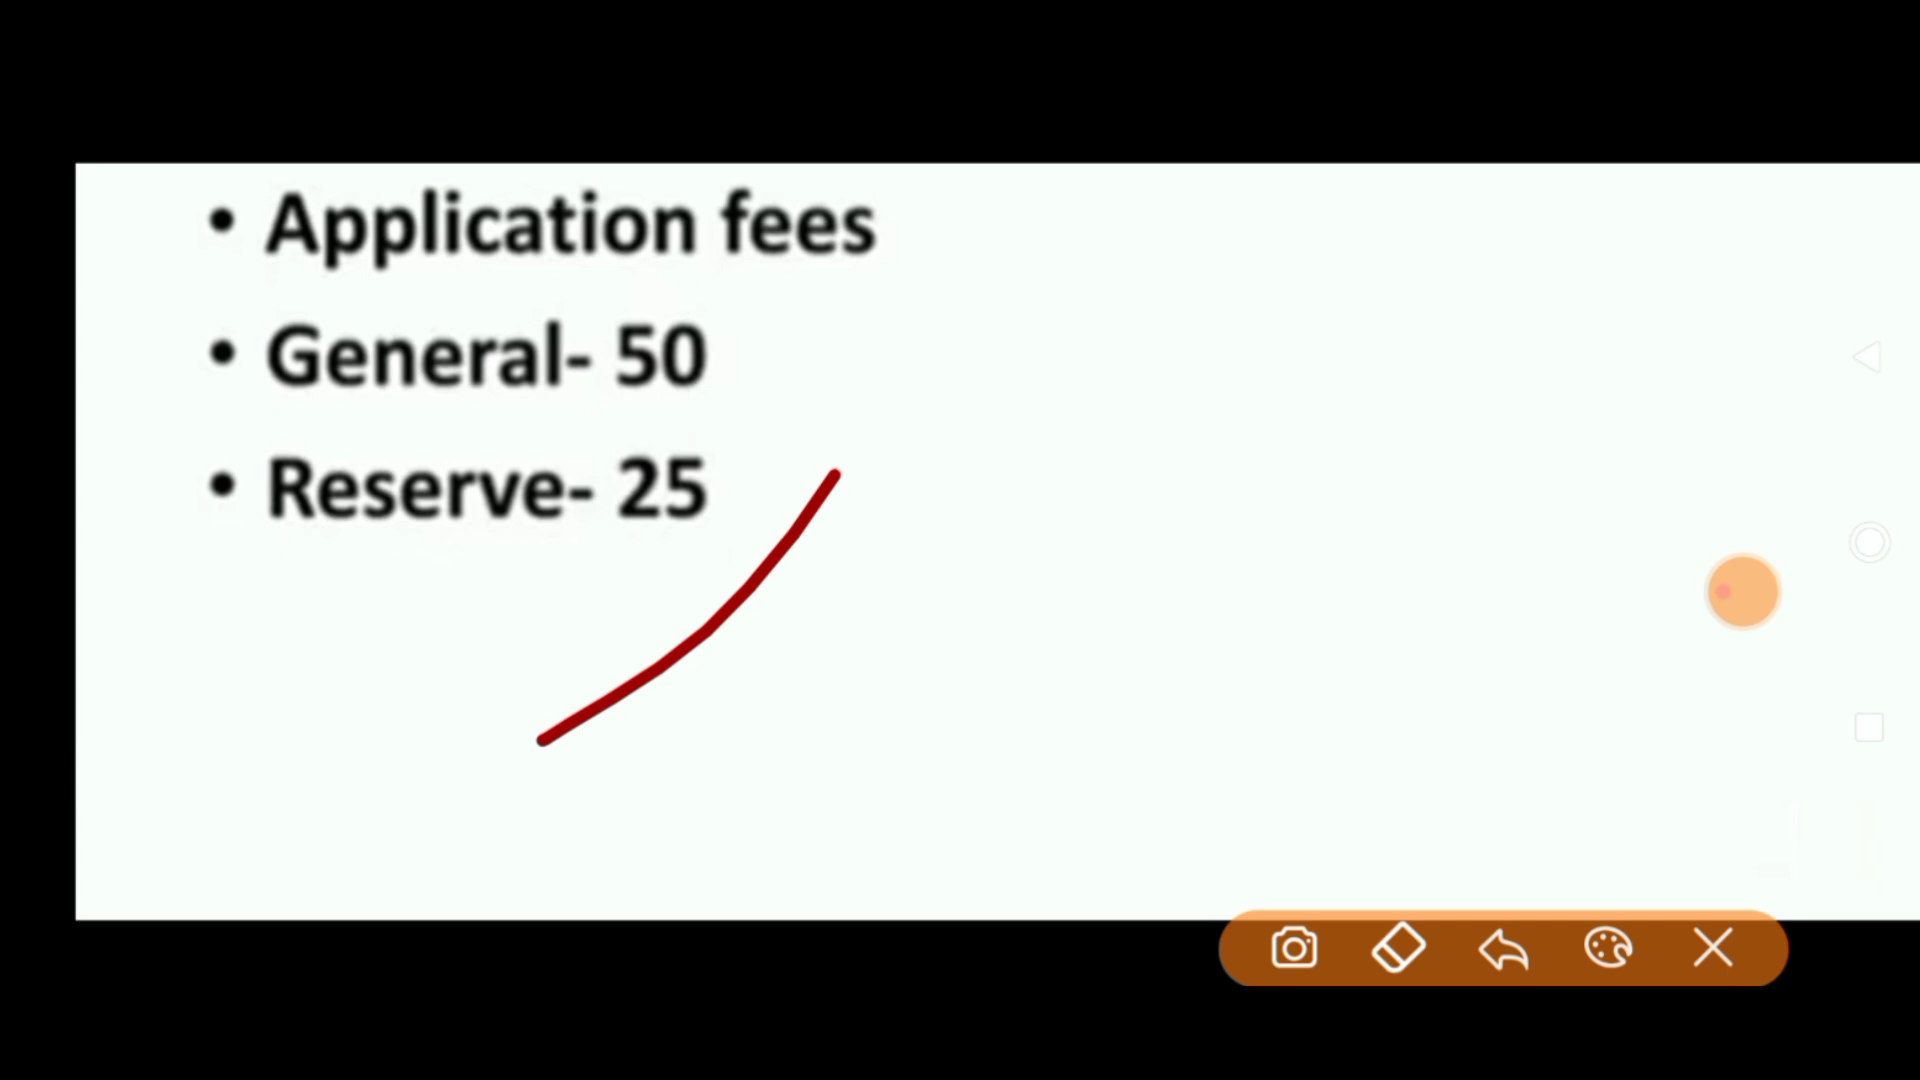 • Application fees
• General- 50
• Reserve- 25